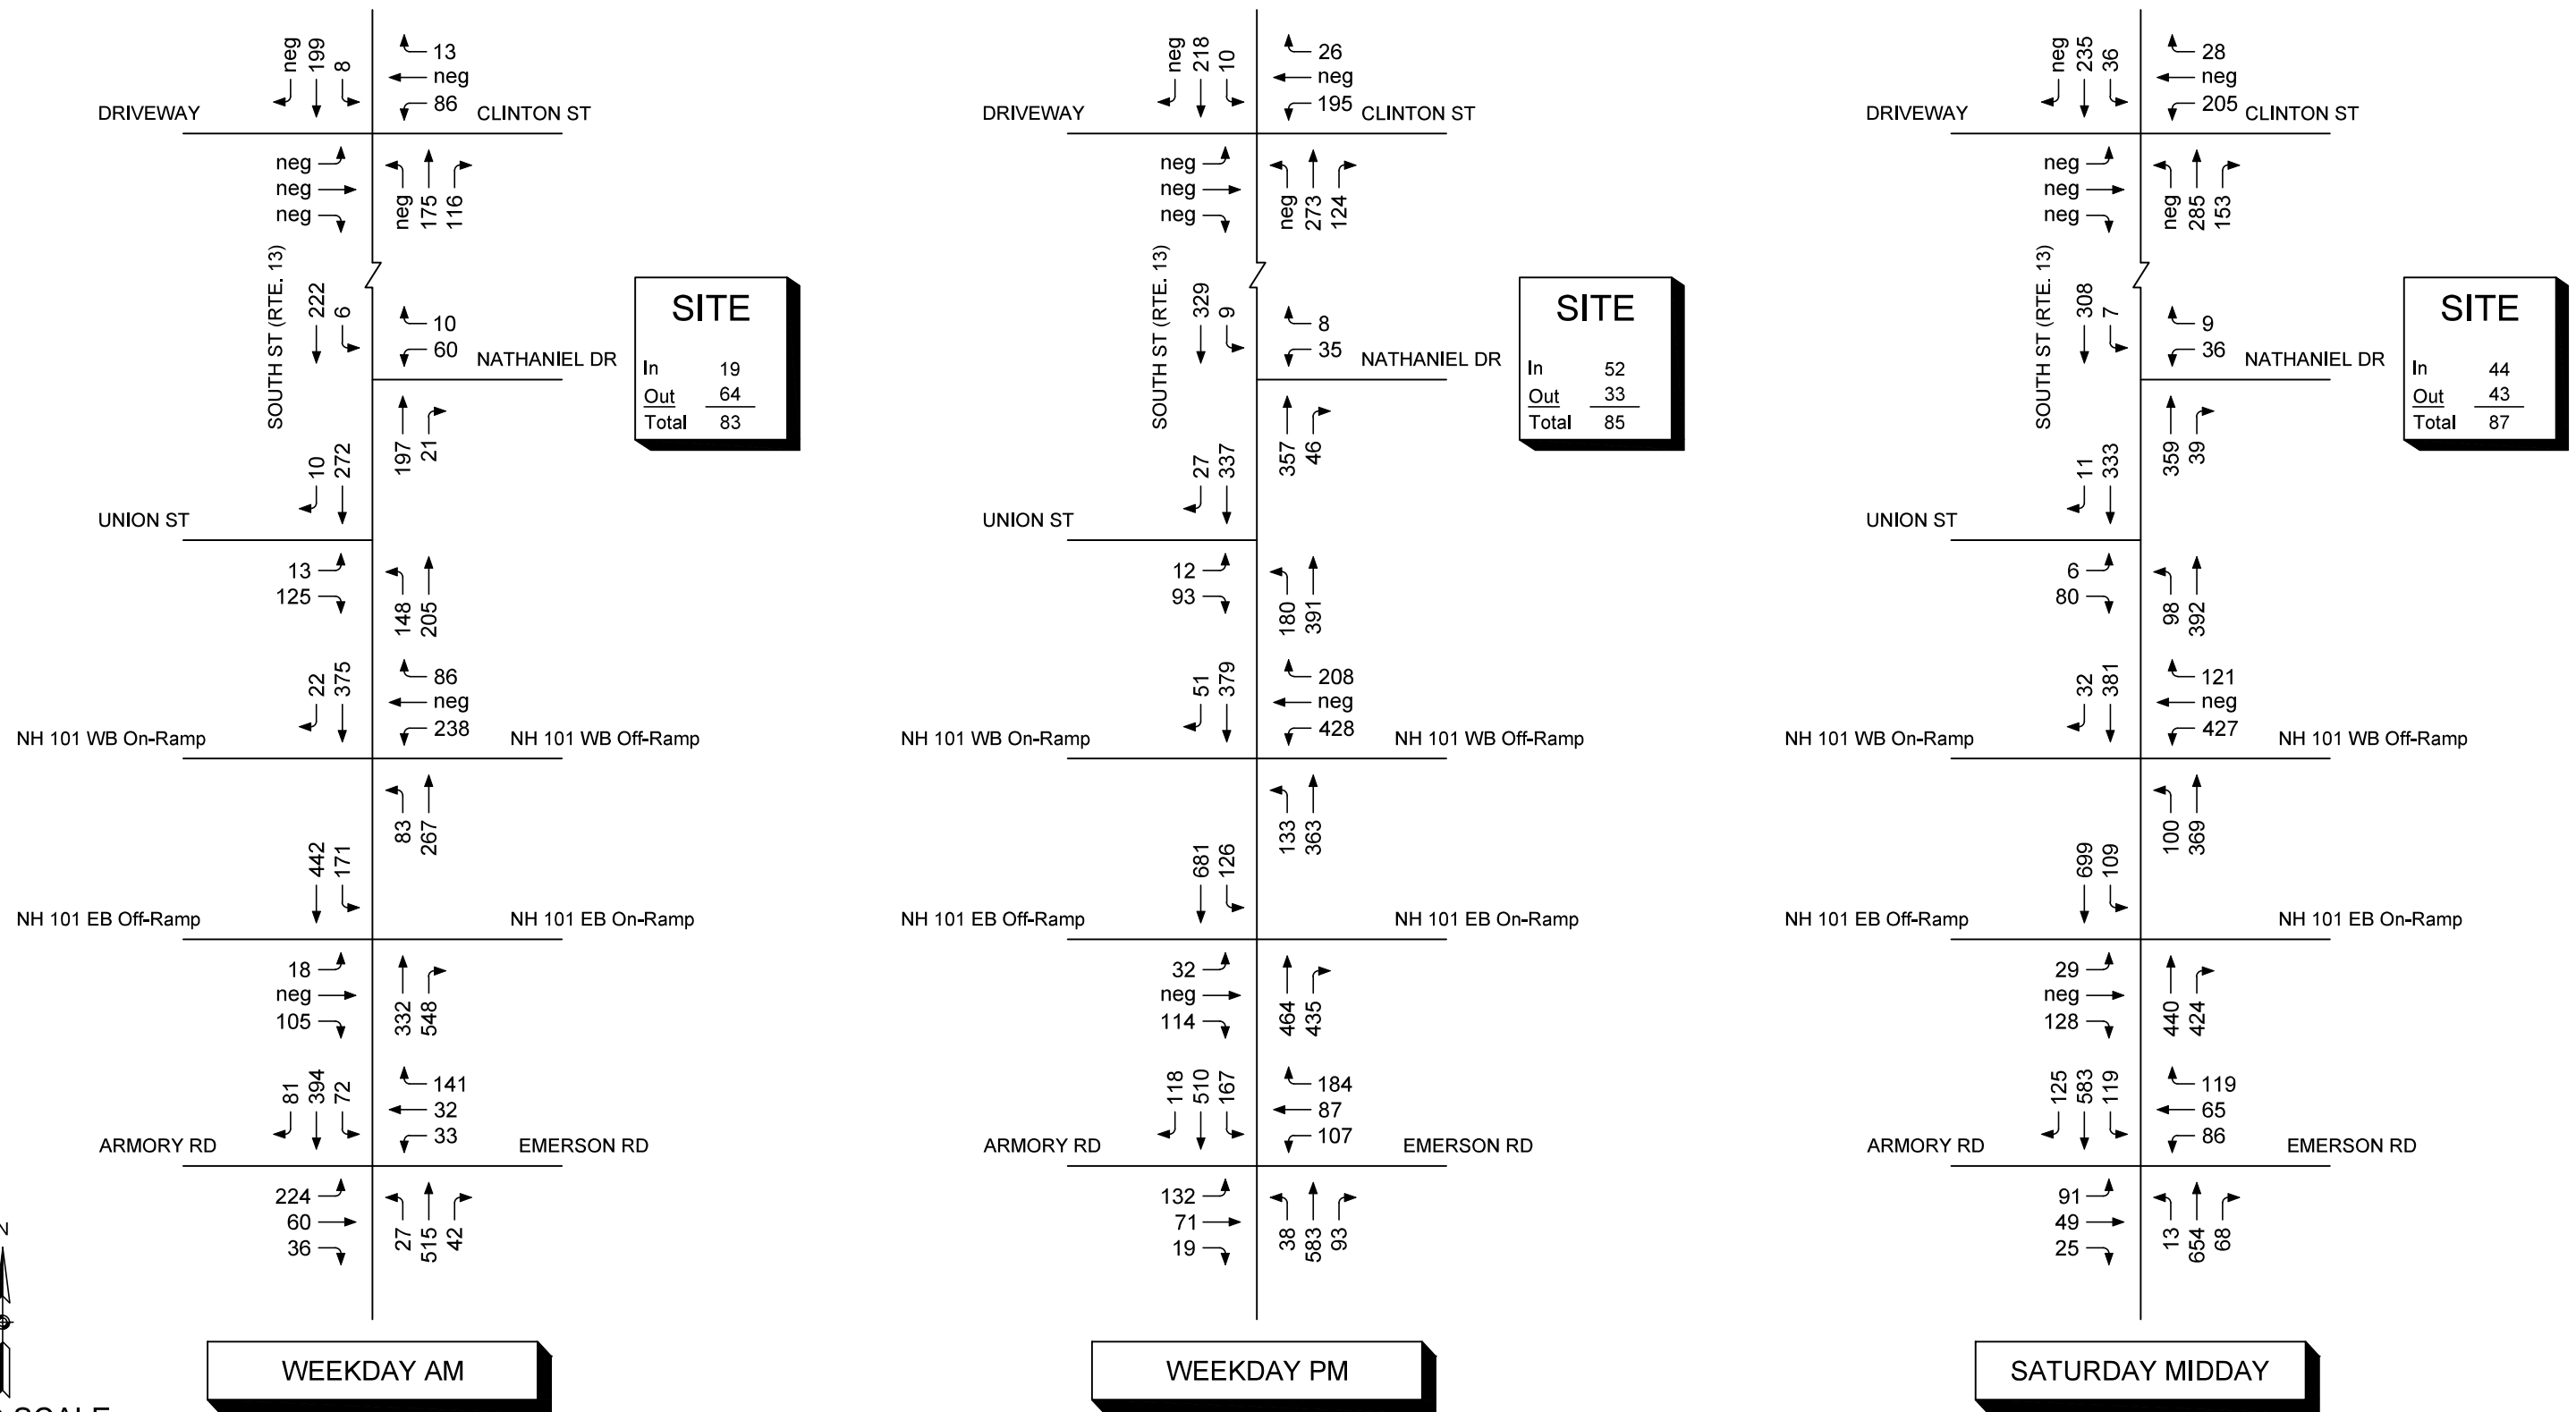 neg 199 8
13
neg
86
DRIVEWAY
CLINTON ST
neg
neg
neg
neg 175 116
SOUTH ST (RTE. 13)
222 6
10
60
NATHANIEL DR
197 21
SITE
In 19
Out 64
Total 83
10 272
UNION ST
13
125
148 205
22 375
86
neg
238
NH 101 WB On-Ramp
NH 101 WB Off-Ramp
83 267
442 171
NH 101 EB Off-Ramp
NH 101 EB On-Ramp
18
neg
105
332 548
81 394 72
141
32
33
ARMORY RD
EMERSON RD
224
60
36
27 515 42
WEEKDAY AM
neg 218 10
26
neg
195
DRIVEWAY
CLINTON ST
neg
neg
neg
neg 273 124
SOUTH ST (RTE. 13)
329 9
8
35
NATHANIEL DR
357 46
SITE
In 52
Out 33
Total 85
27 337
UNION ST
12
93
180 391
51 379
208
neg
428
NH 101 WB On-Ramp
NH 101 WB Off-Ramp
133 363
681 126
NH 101 EB Off-Ramp
NH 101 EB On-Ramp
32
neg
114
464 435
118 510 167
184
87
107
ARMORY RD
EMERSON RD
132
71
19
38 583 93
WEEKDAY PM
neg 235 36
28
neg
205
DRIVEWAY
CLINTON ST
neg
neg
neg
neg 285 153
SOUTH ST (RTE. 13)
308 7
9
36
NATHANIEL DR
359 39
SITE
In 44
Out 43
Total 87
11 333
UNION ST
6
80
98 392
32 381
121
neg
427
NH 101 WB On-Ramp
NH 101 WB Off-Ramp
100 369
699 109
NH 101 EB Off-Ramp
NH 101 EB On-Ramp
29
neg
128
440 424
125 583 119
119
65
86
ARMORY RD
EMERSON RD
91
49
25
13 654 68
SATURDAY MIDDAY
SCALE